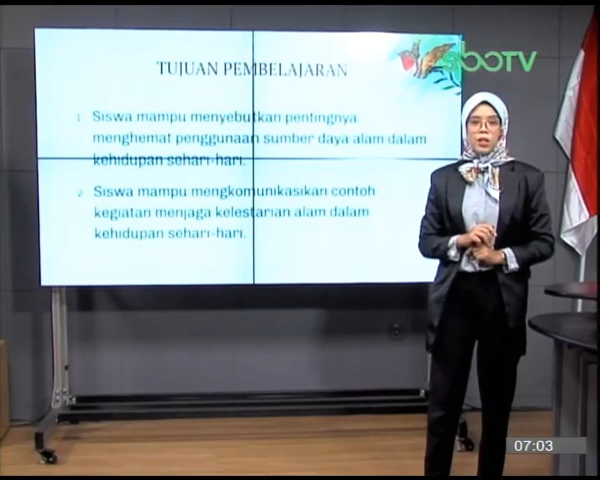 TUJUAN PEMBELAJARAN
sboTV
1. Siswa mampu menyebutkan pentingnya
menghemat penggunaan sumber daya alam dalam
kehidupan sehari-hari.
2. Siswa mampu mengkomunikasikan contoh
kegiatan menjaga kelestarian alam dalam
kehidupan sehari-hari.
07:03